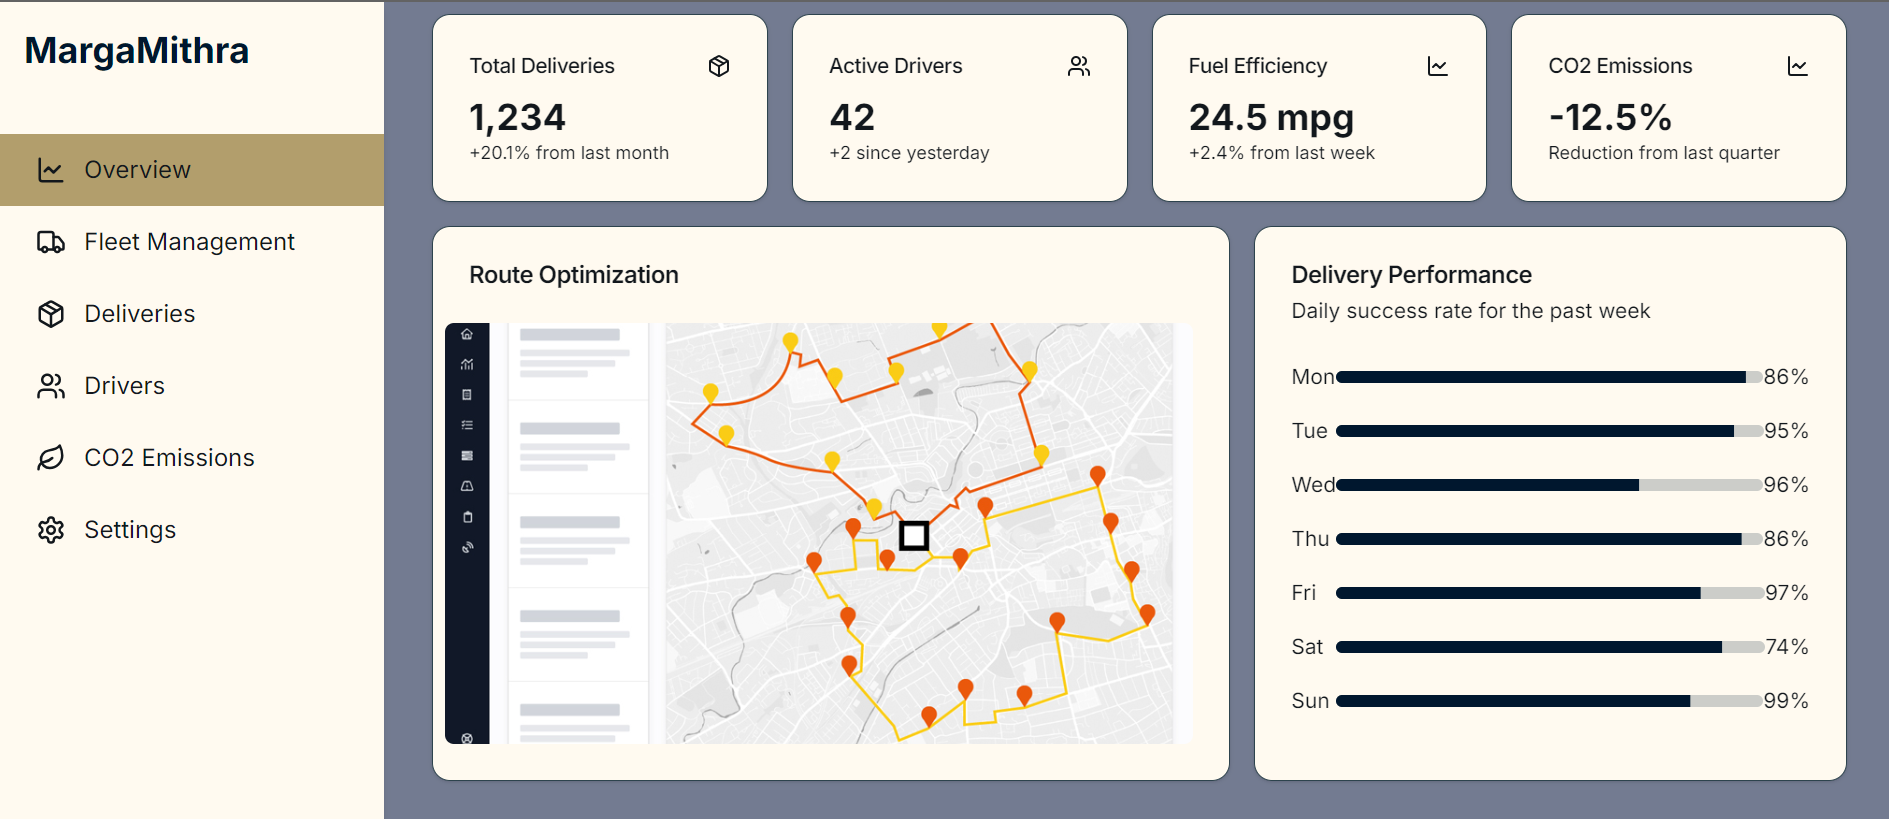 MargaMithra
Overview
Fleet Management
Deliveries
Drivers
CO2 Emissions
Settings
Total Deliveries
1,234
+20.1% from last month
Active Drivers
42
+2 since yesterday
Fuel Efficiency
24.5 mpg
+2.4% from last week
CO2 Emissions
-12.5%
Reduction from last quarter
Route Optimization
Delivery Performance
Daily success rate for the past week
Mon 86%
Tue 95%
Wed 96%
Thu 86%
Fri 97%
Sat 74%
Sun 99%